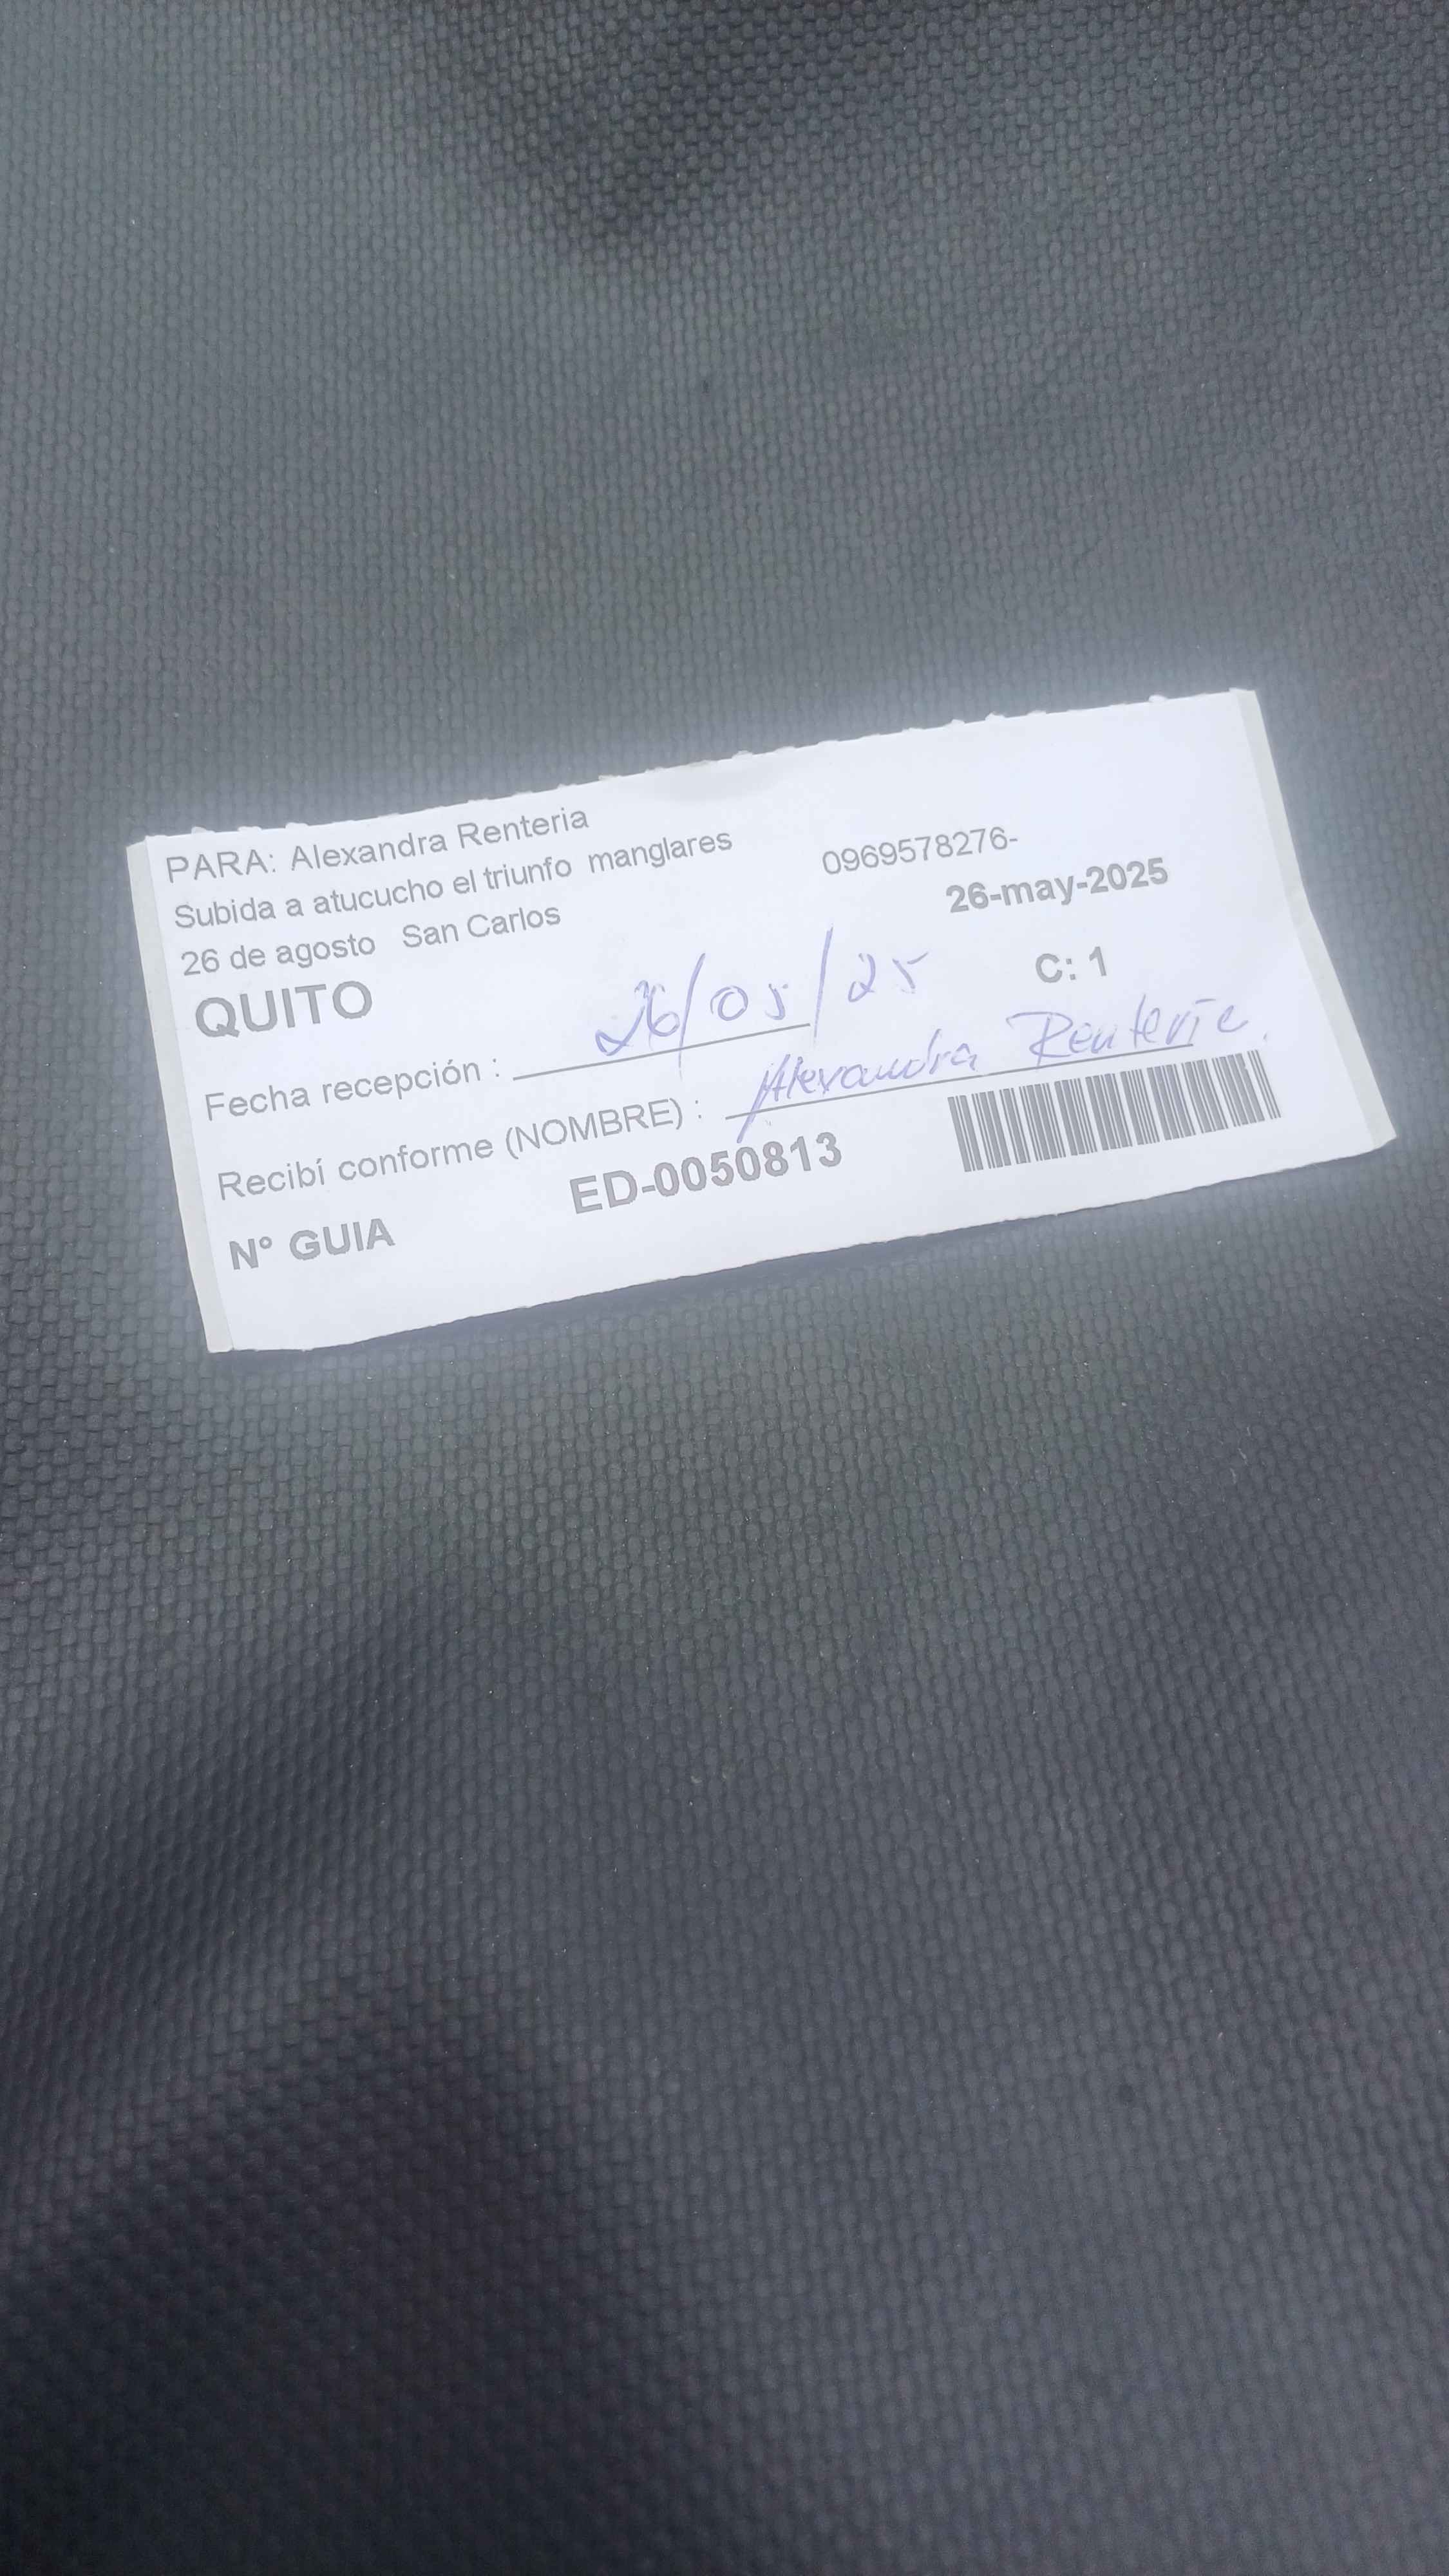 PARA: Alexandra Renteria
Subida a atucucho el triunfo manglares 0969578276-
26 de agosto San Carlos 26-may-2025
QUITO C: 1
Fecha recepción : 26/05/25
Recibí conforme (NOMBRE) : Alexandra Renteria.
N° GUIA ED-0050813